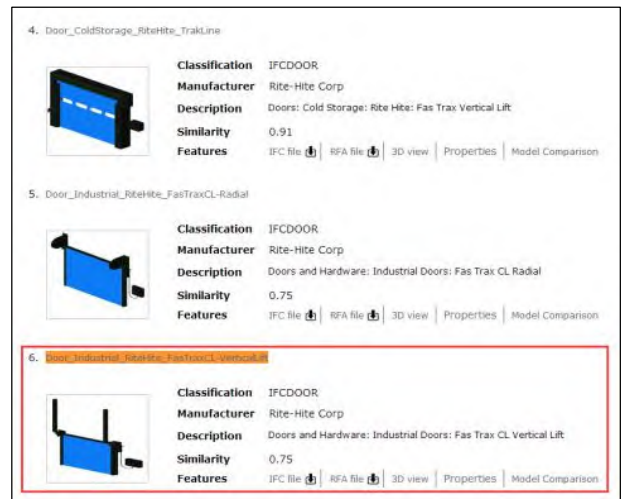 4. Door_ColdStorage_RiteHite_TrakLine
Classification IFCDOOR
Manufacturer Rite-Hite Corp
Description Doors: Cold Storage: Rite Hite: Fas Trax Vertical Lift
Similarity 0.91
Features IFC file | RFA file | 3D view | Properties | Model Comparison
5. Door_Industrial_RiteHite_FasTraxCL-Radial
Classification IFCDOOR
Manufacturer Rite-Hite Corp
Description Doors and Hardware: Industrial Doors: Fas Trax CL Radial
Similarity 0.75
Features IFC file | RFA file | 3D view | Properties | Model Comparison
6. Door_Industrial_RiteHite_FasTraxCL-VerticalLift
Classification IFCDOOR
Manufacturer Rite-Hite Corp
Description Doors and Hardware: Industrial Doors: Fas Trax CL Vertical Lift
Similarity 0.75
Features IFC file | RFA file | 3D view | Properties | Model Comparison